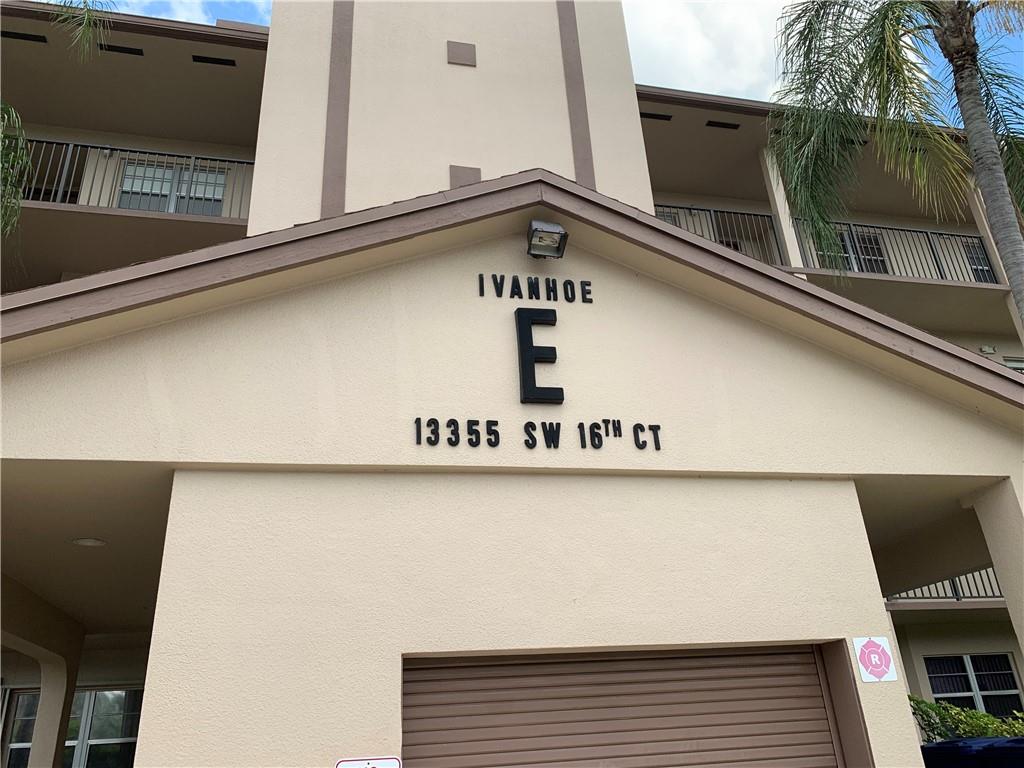 IVANHOE
E
13355 SW 16TH CT
R